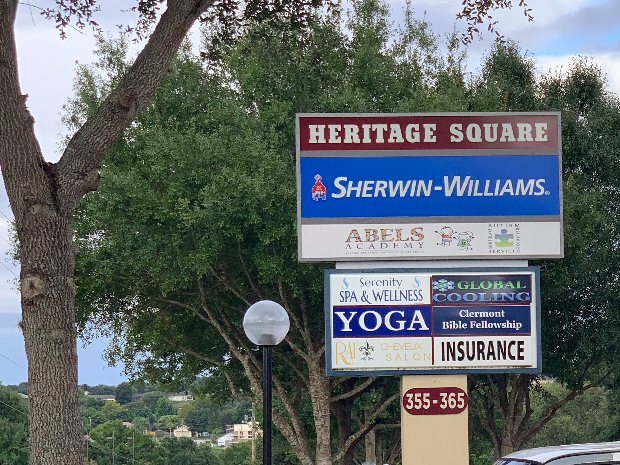 HERITAGE SQUARE
SHERWIN-WILLIAMS.
ABELS
ACADEMY
Serenity
SPA & WELLNESS
GLOBAL
COOLING
YOGA
Clermont
Bible Fellowship
CHEVEUX
SALON
INSURANCE
355-365